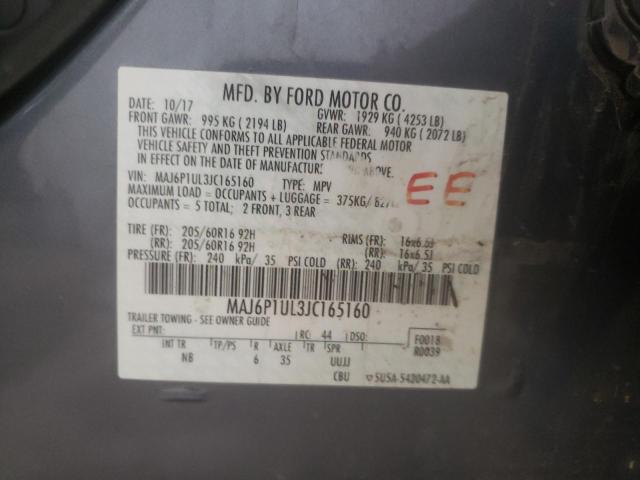 MFD. BY FORD MOTOR CO.
DATE: 10/17 GVWR: 1929 KG ( 4253 LB)
FRONT GAWR: 995 KG ( 2194 LB) REAR GAWR: 940 KG ( 2072 LB)
THIS VEHICLE CONFORMS TO ALL APPLICABLE FEDERAL MOTOR
VEHICLE SAFETY AND THEFT PREVENTION STANDARDS
IN EFFECT ON THE DATE OF MANUFACTURE ABOVE.
VIN: MAJ6P1UL3JC165160 TYPE: MPV
MAXIMUM LOAD = OCCUPANTS + LUGGAGE = 375KG/
OCCUPANTS = 5 TOTAL; 2 FRONT, 3 REAR
EE
TIRE (FR): 205/60R16 92H RIMS (FR): 16x6.5J
(RR): 205/60R16 92H (RR): 16x6.5J
PRESSURE (FR): 240 kPa/ 35 PSI COLD (RR): 240 kPa/ 35 PSI COLD
MAJ6P1UL3JC165160
TRAILER TOWING - SEE OWNER GUIDE
EXT PNT: RC: 44 DSO: F0018
R0039
INT TR TP/PS R AXLE TR SPR
NB 6 35 UUJJ
CBU 5U5A-5420472-AA